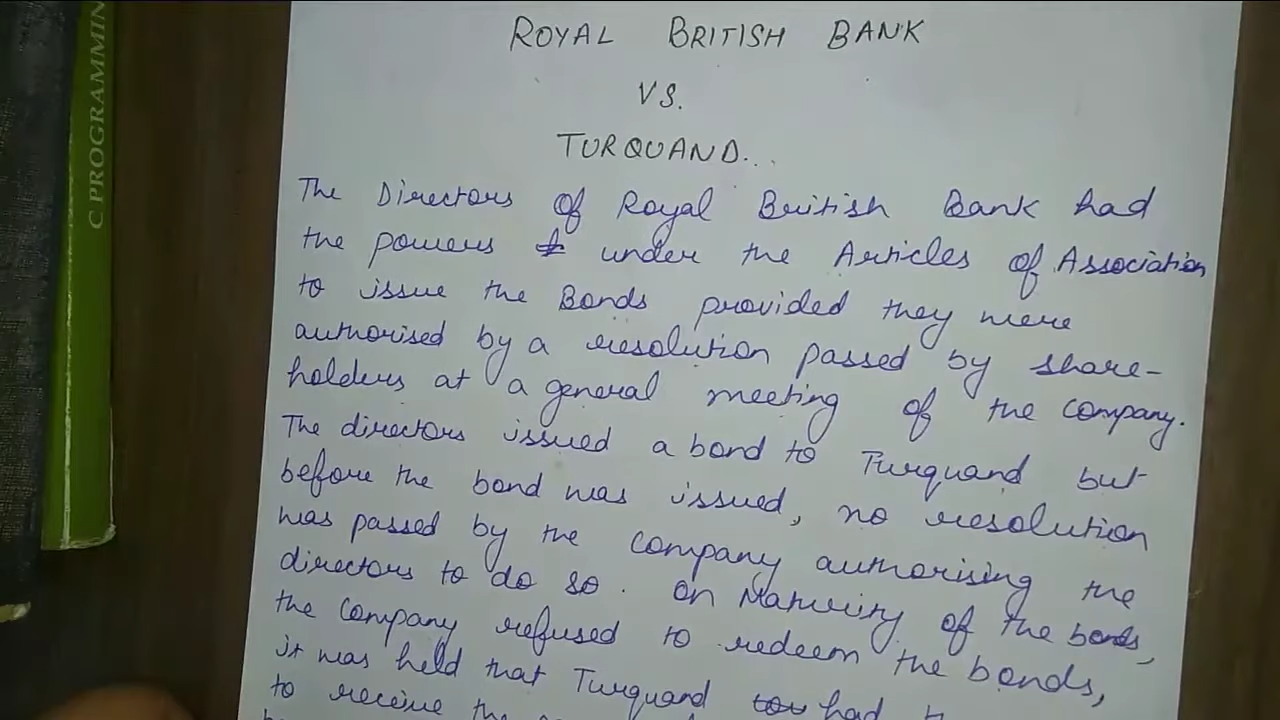 C PROGRAMMIN
ROYAL BRITISH BANK
VS.
TURQUAND...
The Directors of Royal British Bank had
the powers under the Articles of Association
to issue the Bonds provided they were
authorised by a resolution passed by share-
holders at a general meeting of the Company.
The directors issued a bond to Turquand but
before the bond was issued, no resolution
was passed by the company authorising the
directors to do so. On Maturity of the bonds,
the Company refused to redeem the bonds,
it was held that Turquand had
to receive the